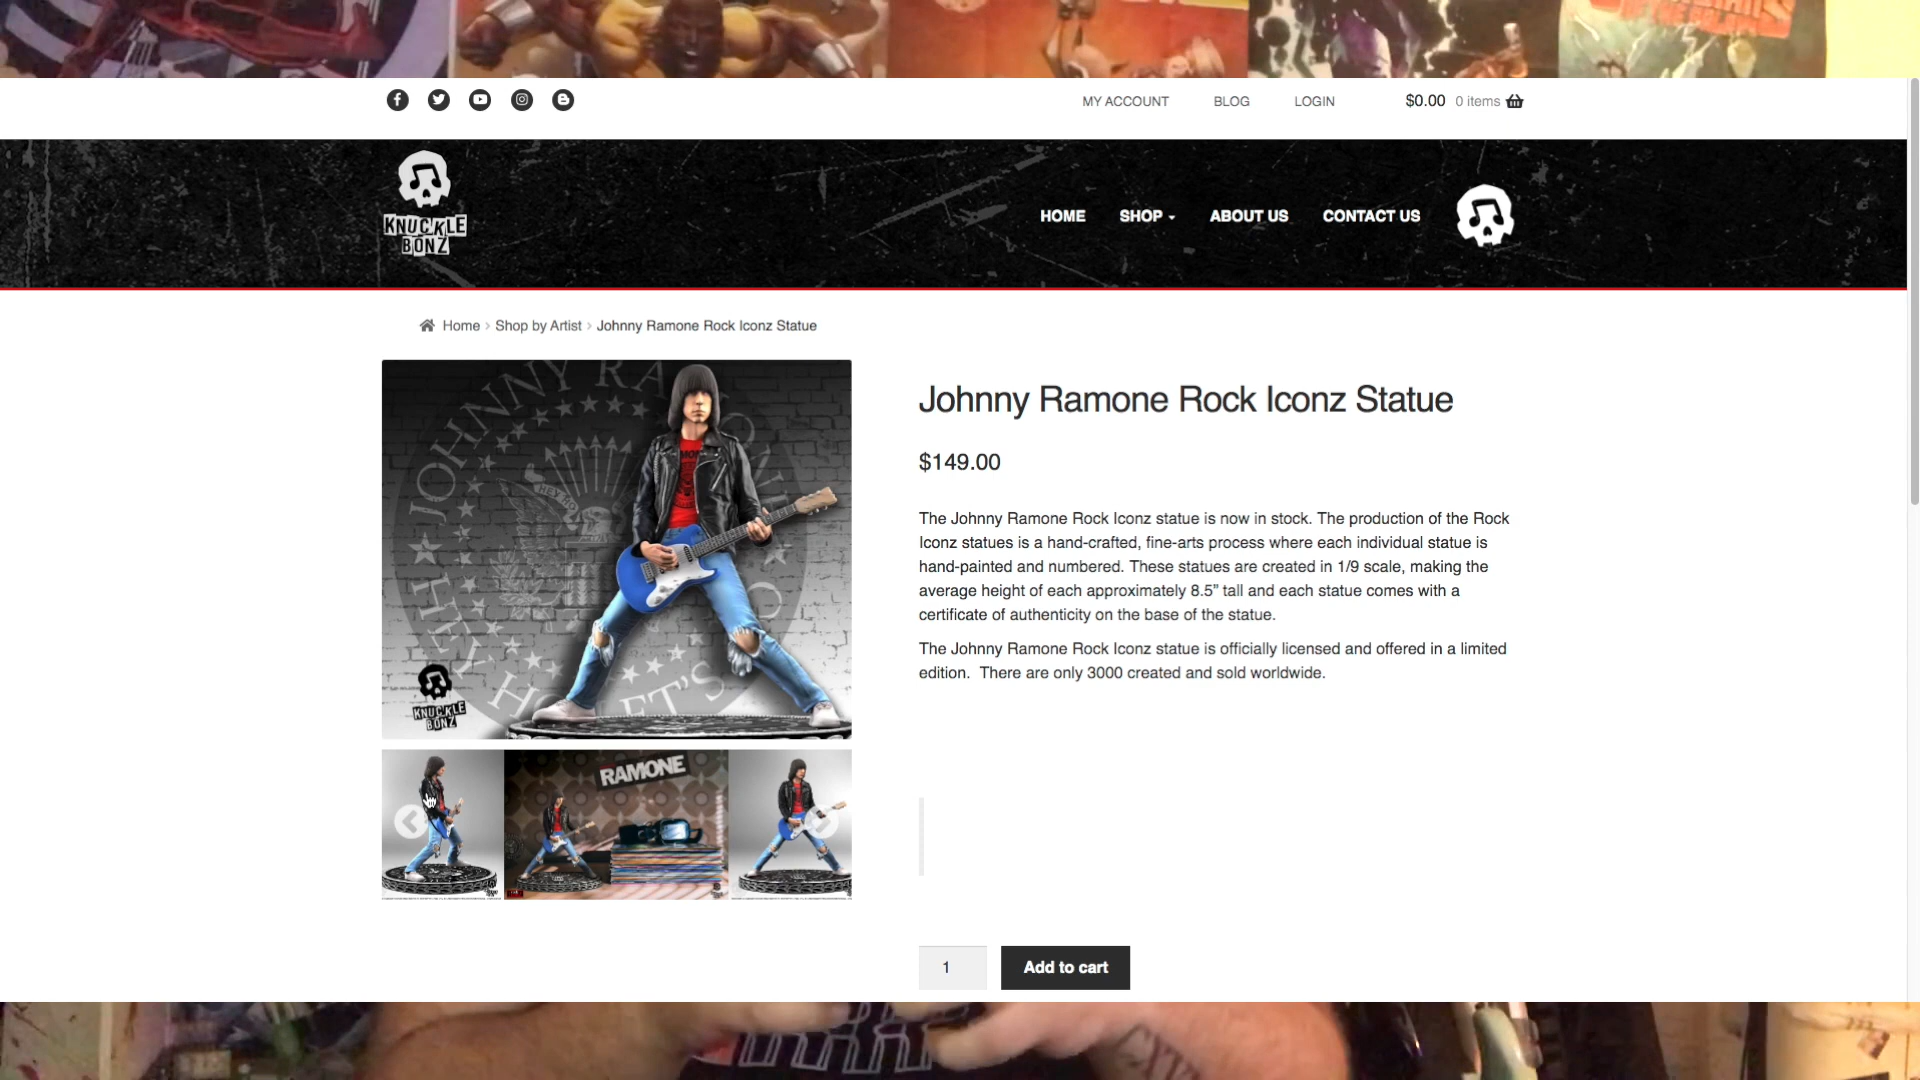 MY ACCOUNT
BLOG
LOGIN
$0.00 0 items
KNUCKLE
BONZ
HOME
SHOP
ABOUT US
CONTACT US
Home › Shop by Artist › Johnny Ramone Rock Iconz Statue
JOHNNY RA
HEY HO
HEY H
ET'S
KNUCKLE
BONZ
RAMONE
Johnny Ramone Rock Iconz Statue
$149.00
The Johnny Ramone Rock Iconz statue is now in stock. The production of the Rock
Iconz statues is a hand-crafted, fine-arts process where each individual statue is
hand-painted and numbered. These statues are created in 1/9 scale, making the
average height of each approximately 8.5” tall and each statue comes with a
certificate of authenticity on the base of the statue.
The Johnny Ramone Rock Iconz statue is officially licensed and offered in a limited
edition.  There are only 3000 created and sold worldwide.
1
Add to cart